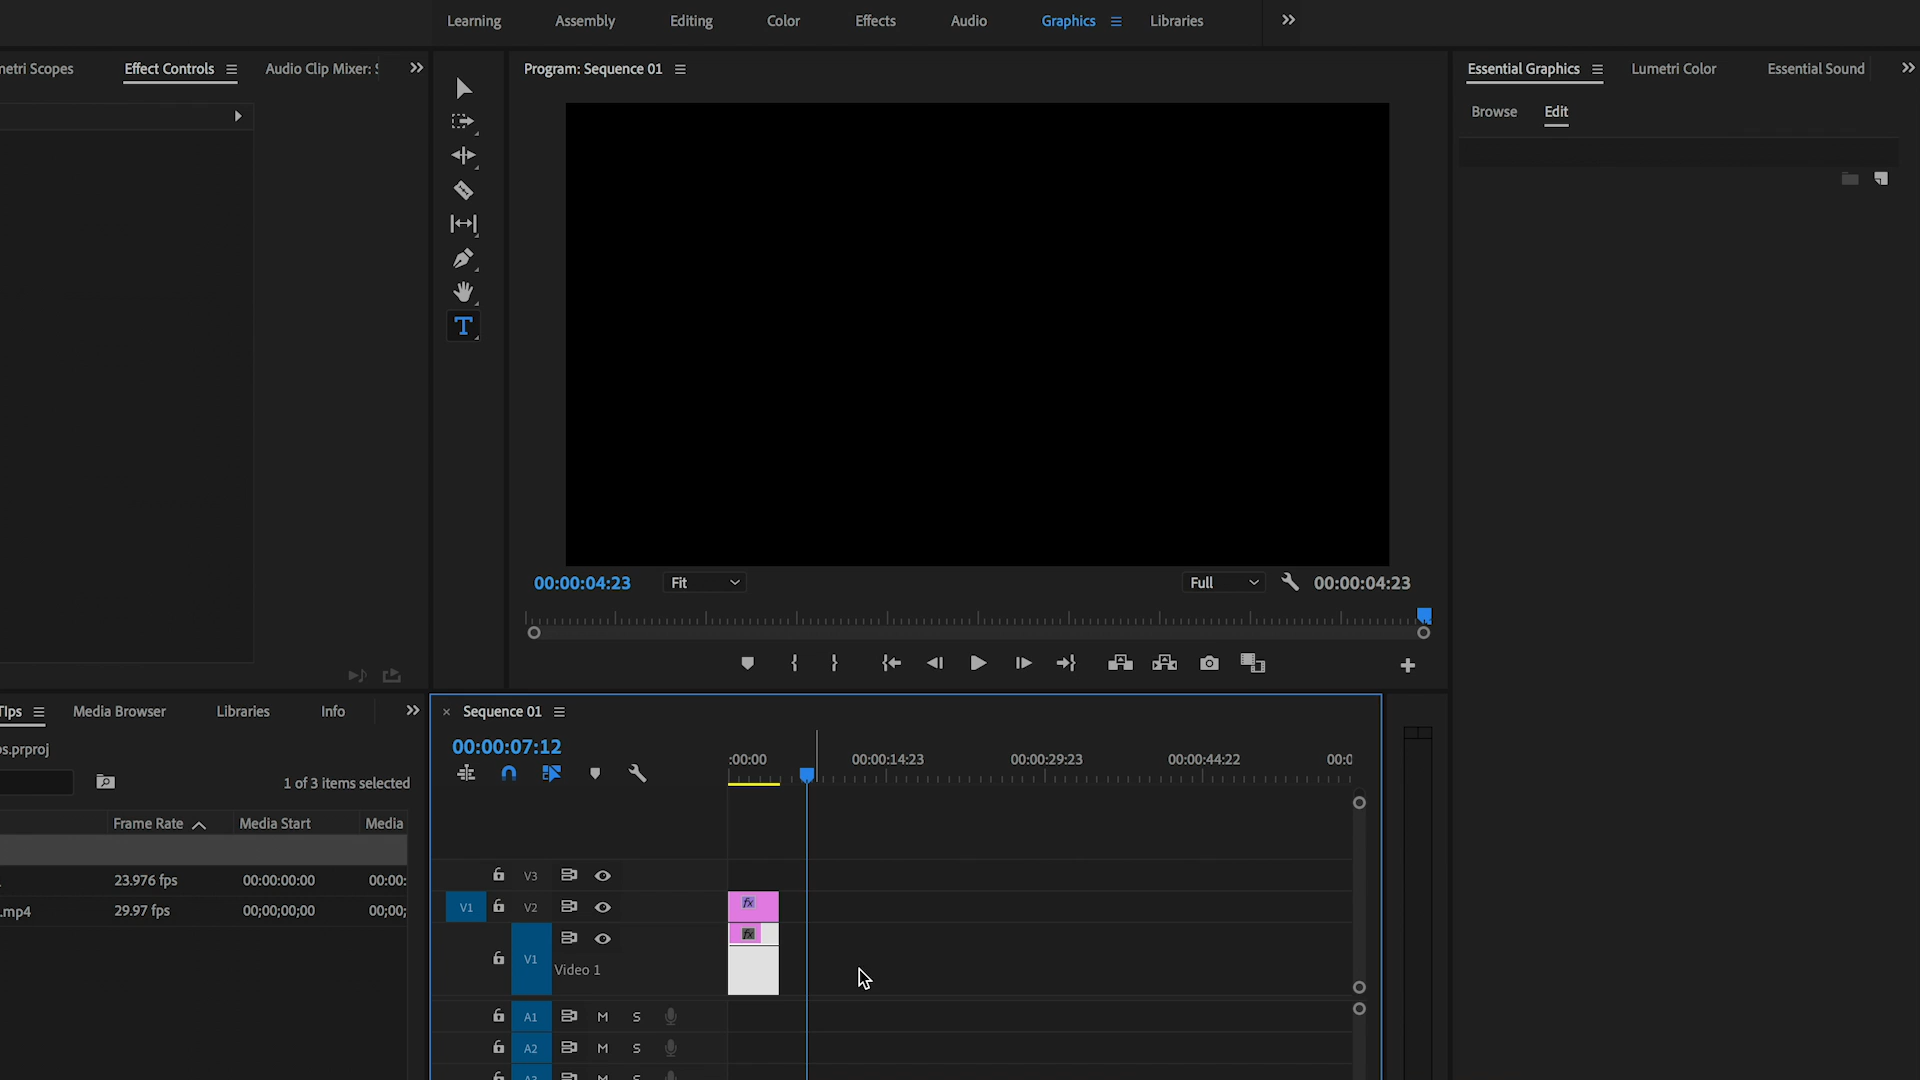 Learning Assembly Editing Color Effects Audio Graphics Libraries
metri Scopes Effect Controls Audio Clip Mixer: S
Program: Sequence 01
Essential Graphics Lumetri Color Essential Sound
Browse Edit
T
00:00:04:23 Fit Full 00:00:04:23
Tips Media Browser Libraries Info
os.prproj
1 of 3 items selected
Frame Rate Media Start Media
23.976 fps 00:00:00:00 00:00:
.mp4 29.97 fps 00;00;00;00 00;00;
Sequence 01
00:00:07:12
:00:00 00:00:14:23 00:00:29:23 00:00:44:22 00:0
V3
V1 V2 fx
fx
V1 Video 1
A1 M S
A2 M S
A3 M S